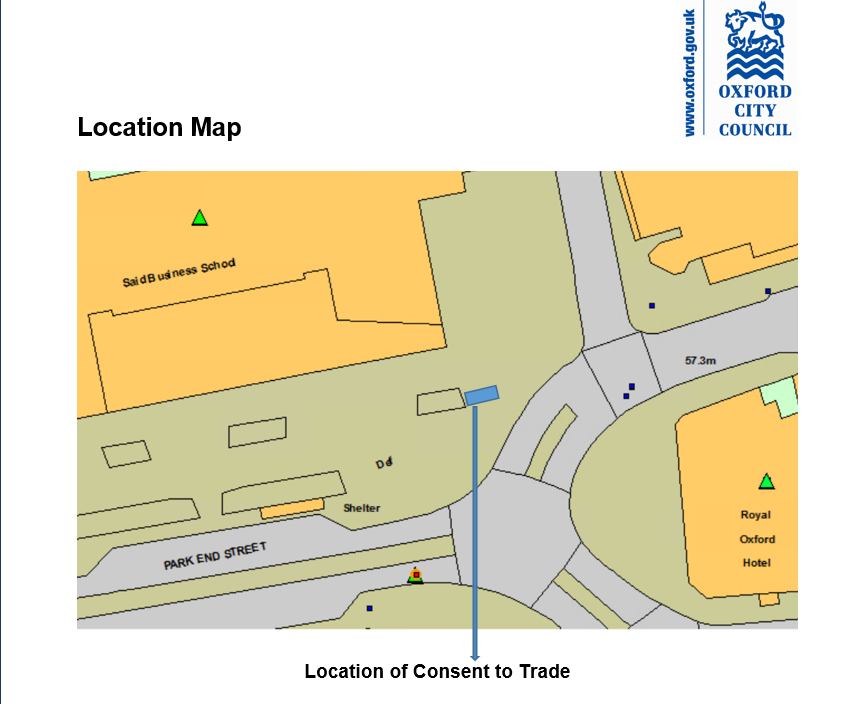 www.oxford.gov.uk
OXFORD
CITY
COUNCIL
Location Map
Said Business School
57.3m
Def
Shelter
PARK END STREET
Royal
Oxford
Hotel
Location of Consent to Trade